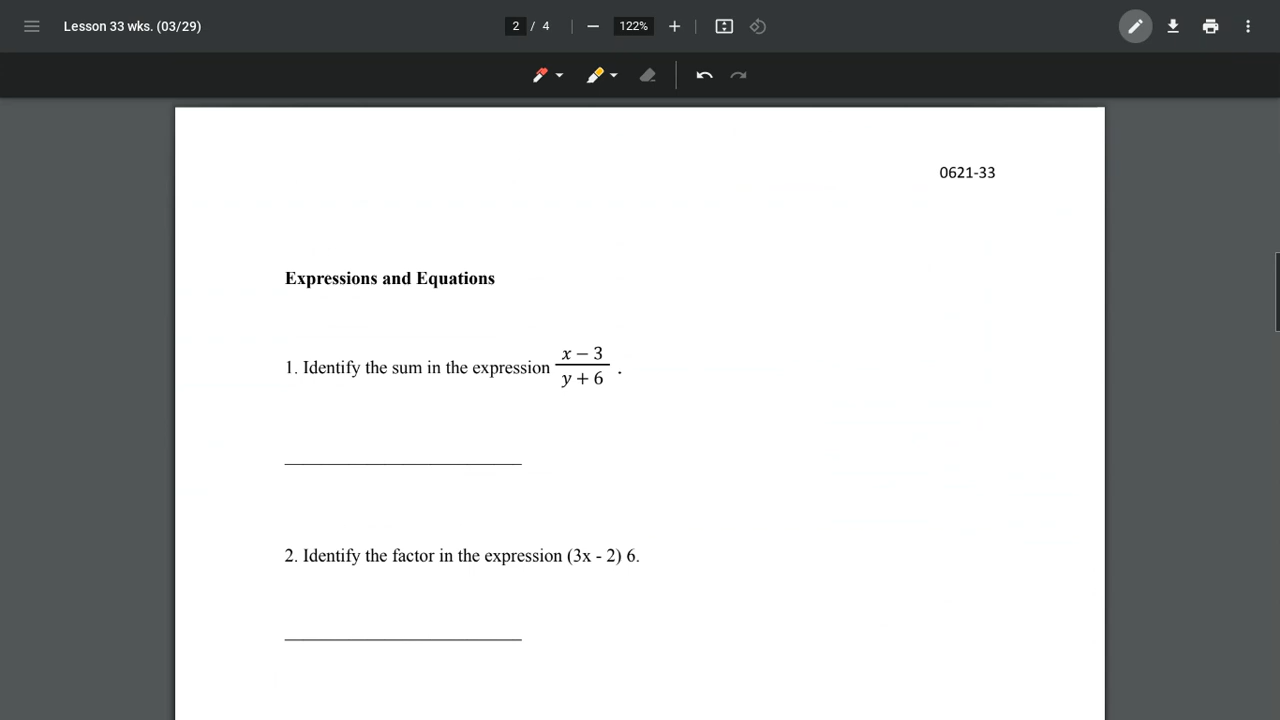 Lesson 33 wks. (03/29)
2 / 4
122%
0621-33
Expressions and Equations
1. Identify the sum in the expression (x − 3)/(y + 6) .
2. Identify the factor in the expression (3x - 2) 6.